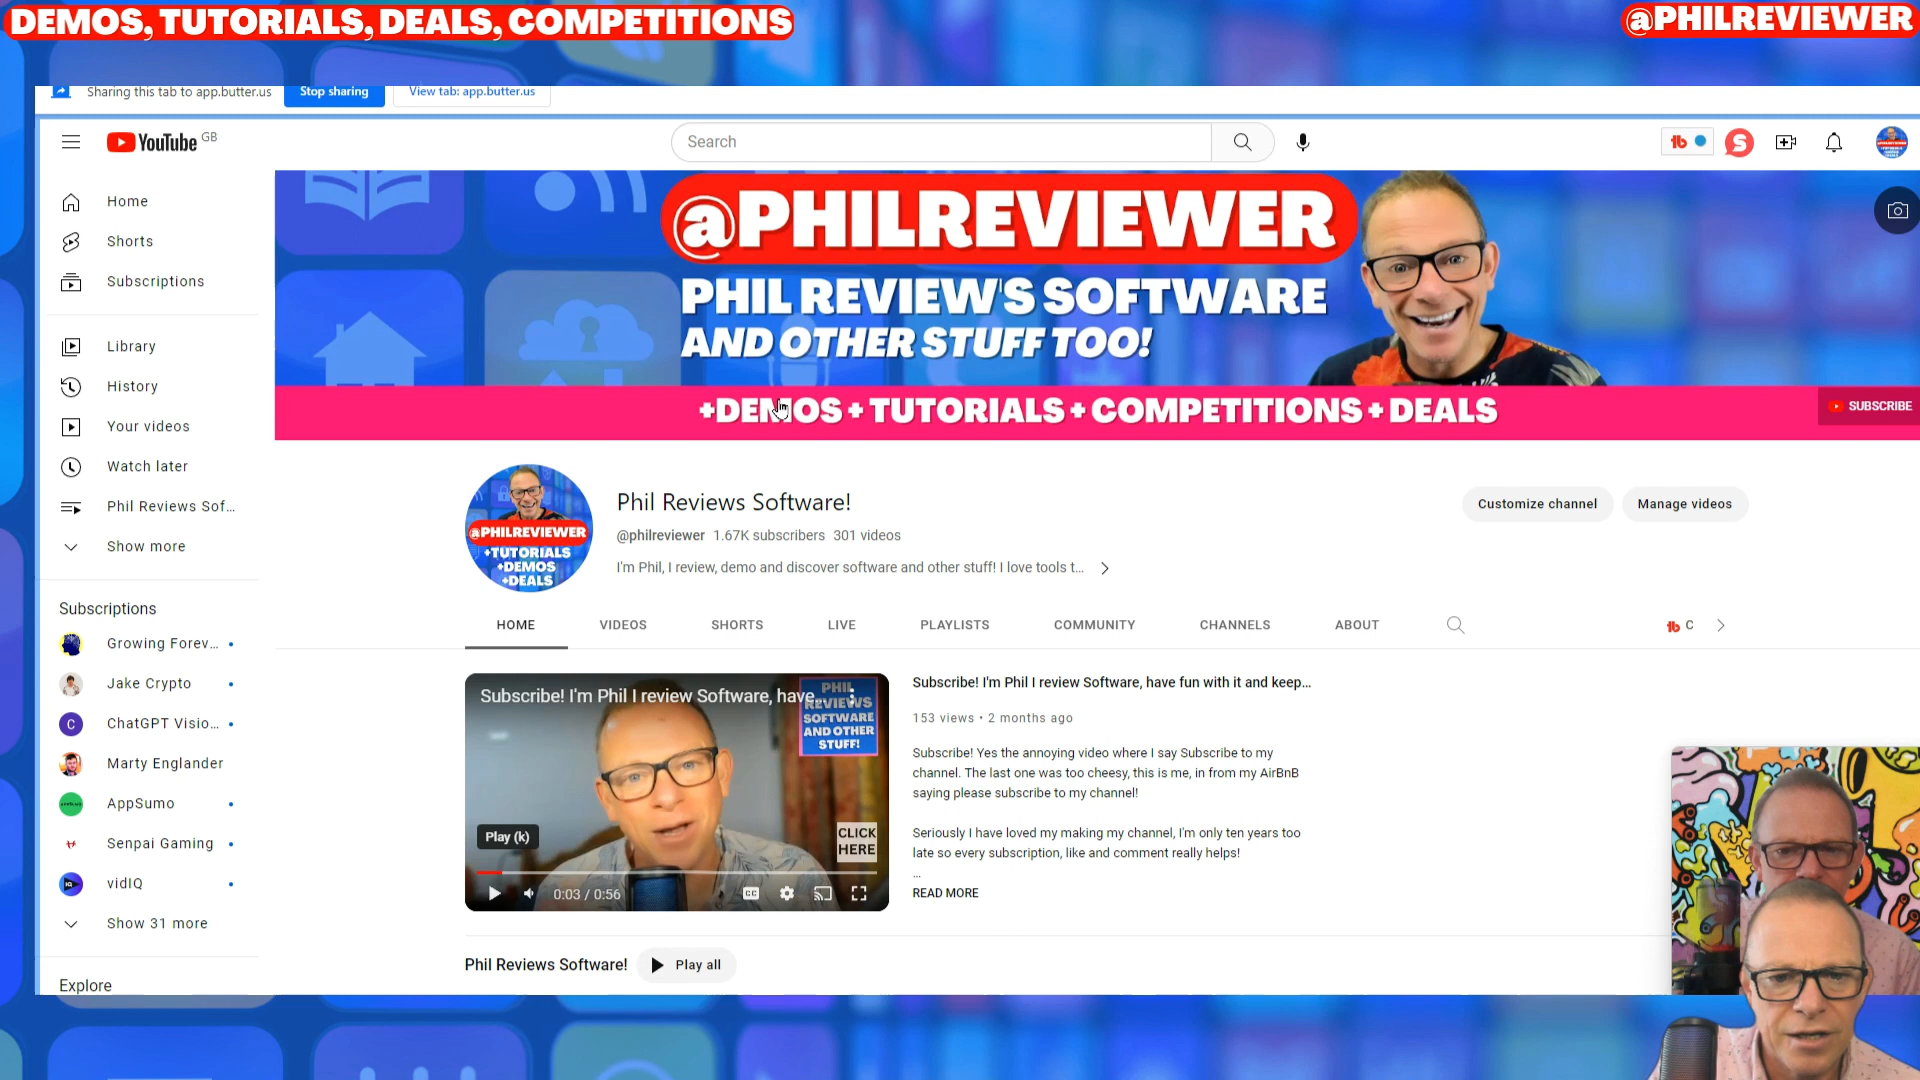 DEMOS, TUTORIALS, DEALS, COMPETITIONS
@PHILREVIEWER
Sharing this tab to app.butter.us
Stop sharing
View tab: app.butter.us
YouTube GB
Search
Home
Shorts
Subscriptions
Library
History
Your videos
Watch later
Phil Reviews Sof...
Show more
Subscriptions
Growing Forev...
Jake Crypto
ChatGPT Visio...
Marty Englander
AppSumo
Senpai Gaming
vidIQ
Show 31 more
Explore
@PHILREVIEWER
PHIL REVIEW'S SOFTWARE
AND OTHER STUFF TOO!
+DEMOS + TUTORIALS + COMPETITIONS + DEALS
SUBSCRIBE
@PHILREVIEWER
+TUTORIALS
+DEMOS
+DEALS
Phil Reviews Software!
@philreviewer 1.67K subscribers 301 videos
I'm Phil, I review, demo and discover software and other stuff! I love tools t...
Customize channel
Manage videos
HOME
VIDEOS
SHORTS
LIVE
PLAYLISTS
COMMUNITY
CHANNELS
ABOUT
tb C
Subscribe! I'm Phil I review Software, have...
PHIL
REVIEWS
SOFTWARE
AND OTHER
STUFF!
Play (k)
CLICK
HERE
0:03 / 0:56
CC
Subscribe! I'm Phil I review Software, have fun with it and keep...
153 views • 2 months ago
Subscribe! Yes the annoying video where I say Subscribe to my
channel. The last one was too cheesy, this is me, in from my AirBnB
saying please subscribe to my channel!
Seriously I have loved my making my channel, I'm only ten years too
late so every subscription, like and comment really helps!
...
READ MORE
Phil Reviews Software!
Play all